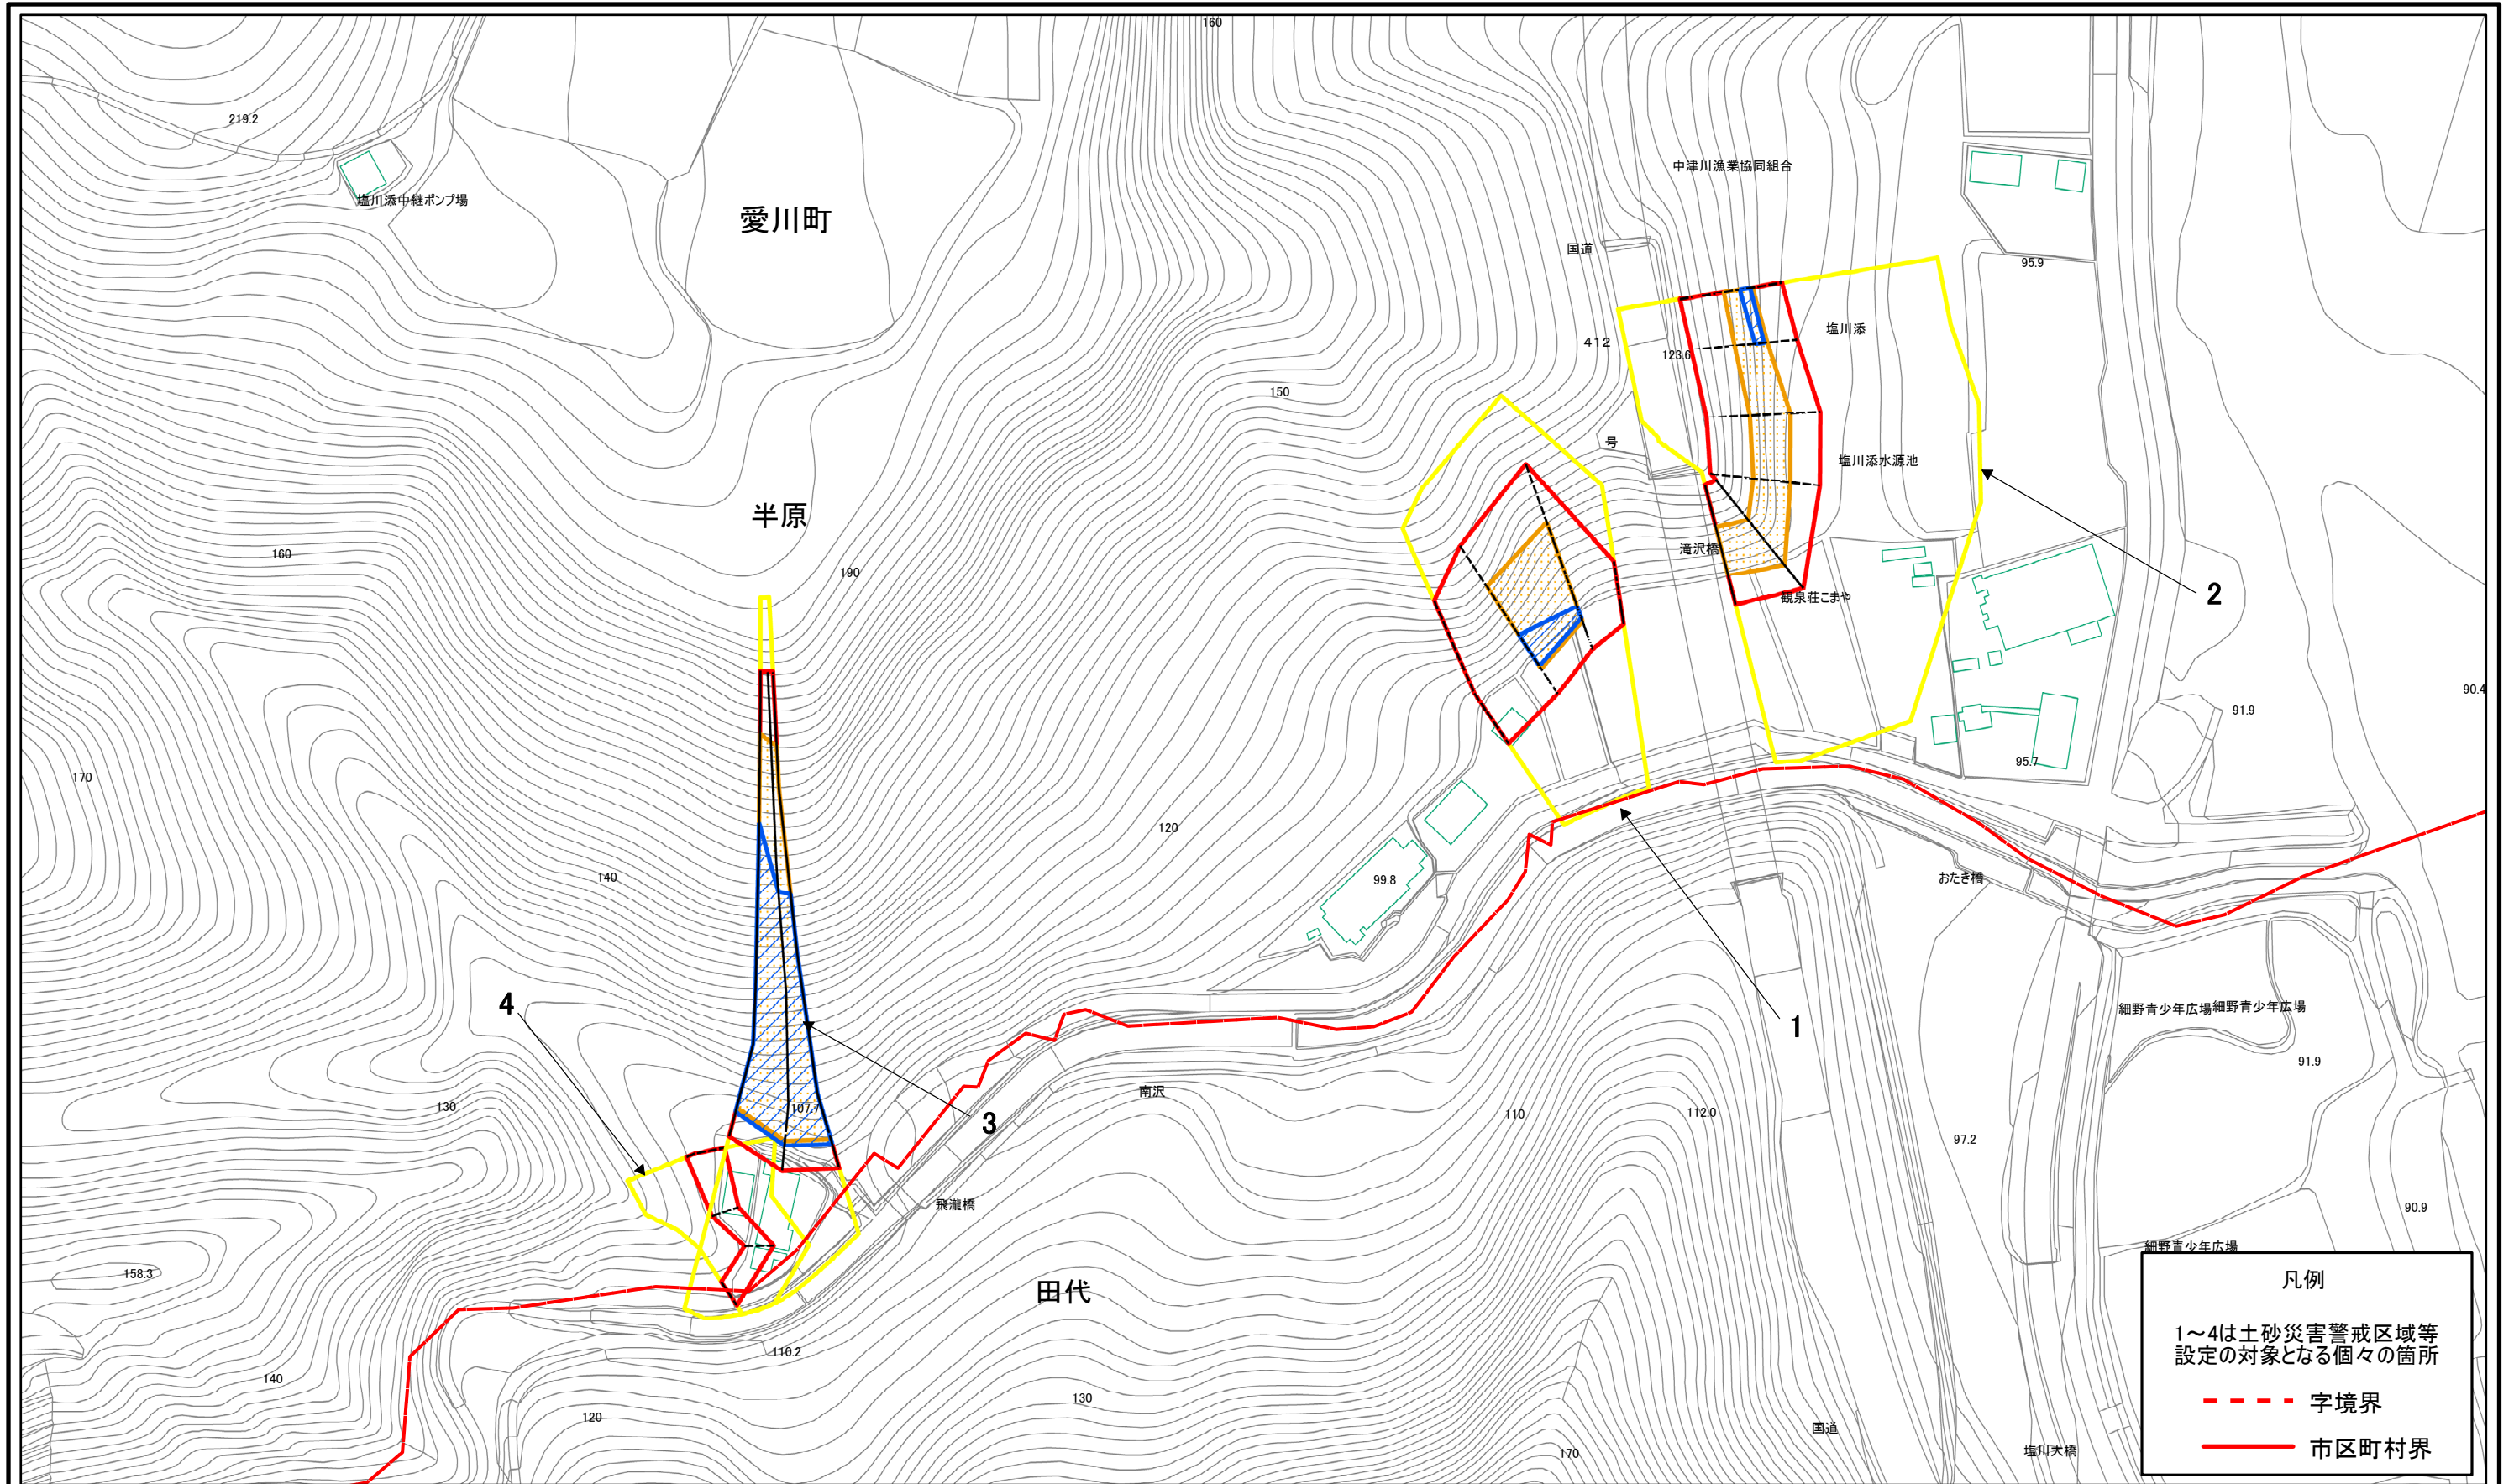 160
219.2
塩川添中継ポンプ場
愛川町
中津川漁業協同組合
国道
95.9
塩川添
412
123.6
150
号
塩川添水源池
半原
160
190
滝沢橋
観泉荘こまや
2
90.4
91.9
170
95.7
120
140
99.8
おたき橋
4
細野青少年広場
細野青少年広場
1
91.9
南沢
130
107.7
3
110
112.0
97.2
飛瀧橋
90.9
細野青少年広場
158.3
田代
110.2
140
130
120
国道
170
塩川大橋
凡例
1～4は土砂災害警戒区域等
設定の対象となる個々の箇所
字境界
市区町村界